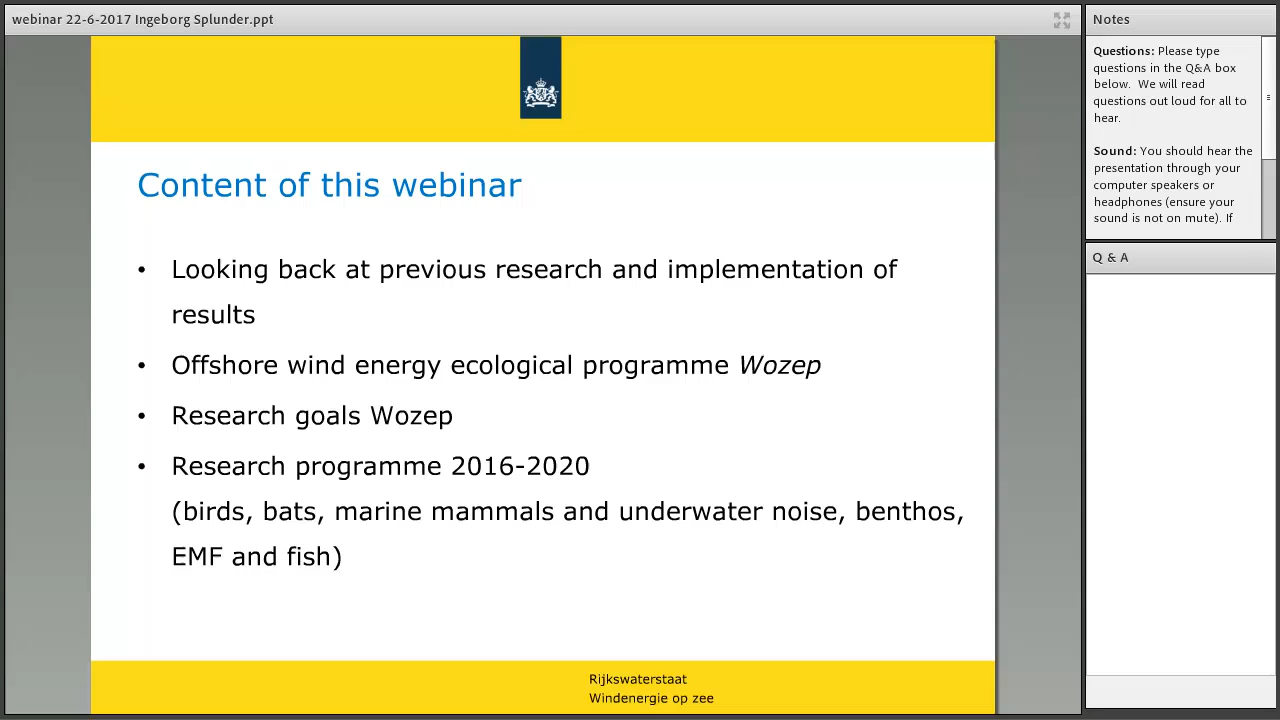 webinar 22-6-2017 Ingeborg Splunder.ppt
Content of this webinar
• Looking back at previous research and implementation of
results
• Offshore wind energy ecological programme Wozep
• Research goals Wozep
• Research programme 2016-2020
(birds, bats, marine mammals and underwater noise, benthos,
EMF and fish)
Rijkswaterstaat
Windenergie op zee
Notes
Questions: Please type
questions in the Q&A box
below. We will read
questions out loud for all to
hear.
Sound: You should hear the
presentation through your
computer speakers or
headphones (ensure your
sound is not on mute). If
Q & A